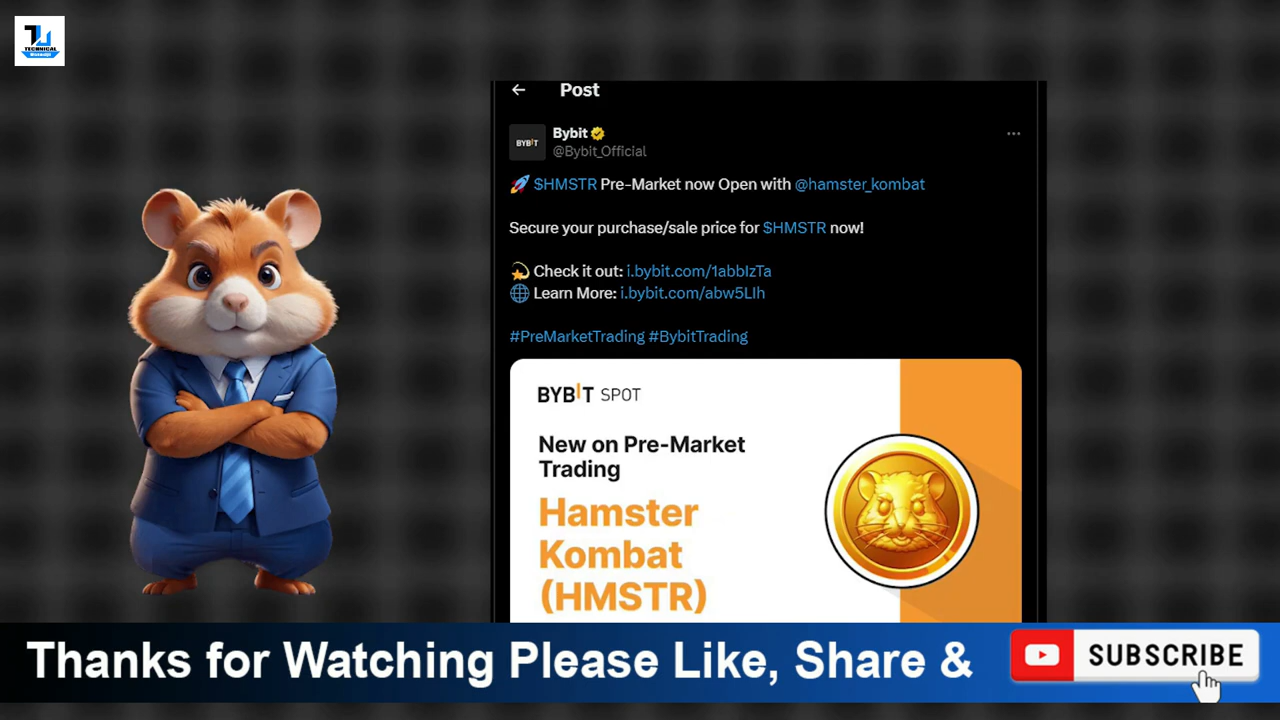 TECHNICAL
Post
BYBIT
Bybit
@Bybit_Official
$HMSTR Pre-Market now Open with @hamster_kombat
Secure your purchase/sale price for $HMSTR now!
Check it out: i.bybit.com/1abbIzTa
Learn More: i.bybit.com/abw5LIh
#PreMarketTrading #BybitTrading
BYBIT SPOT
New on Pre-Market
Trading
Hamster
Kombat
(HMSTR)
Thanks for Watching Please Like, Share &
SUBSCRIBE